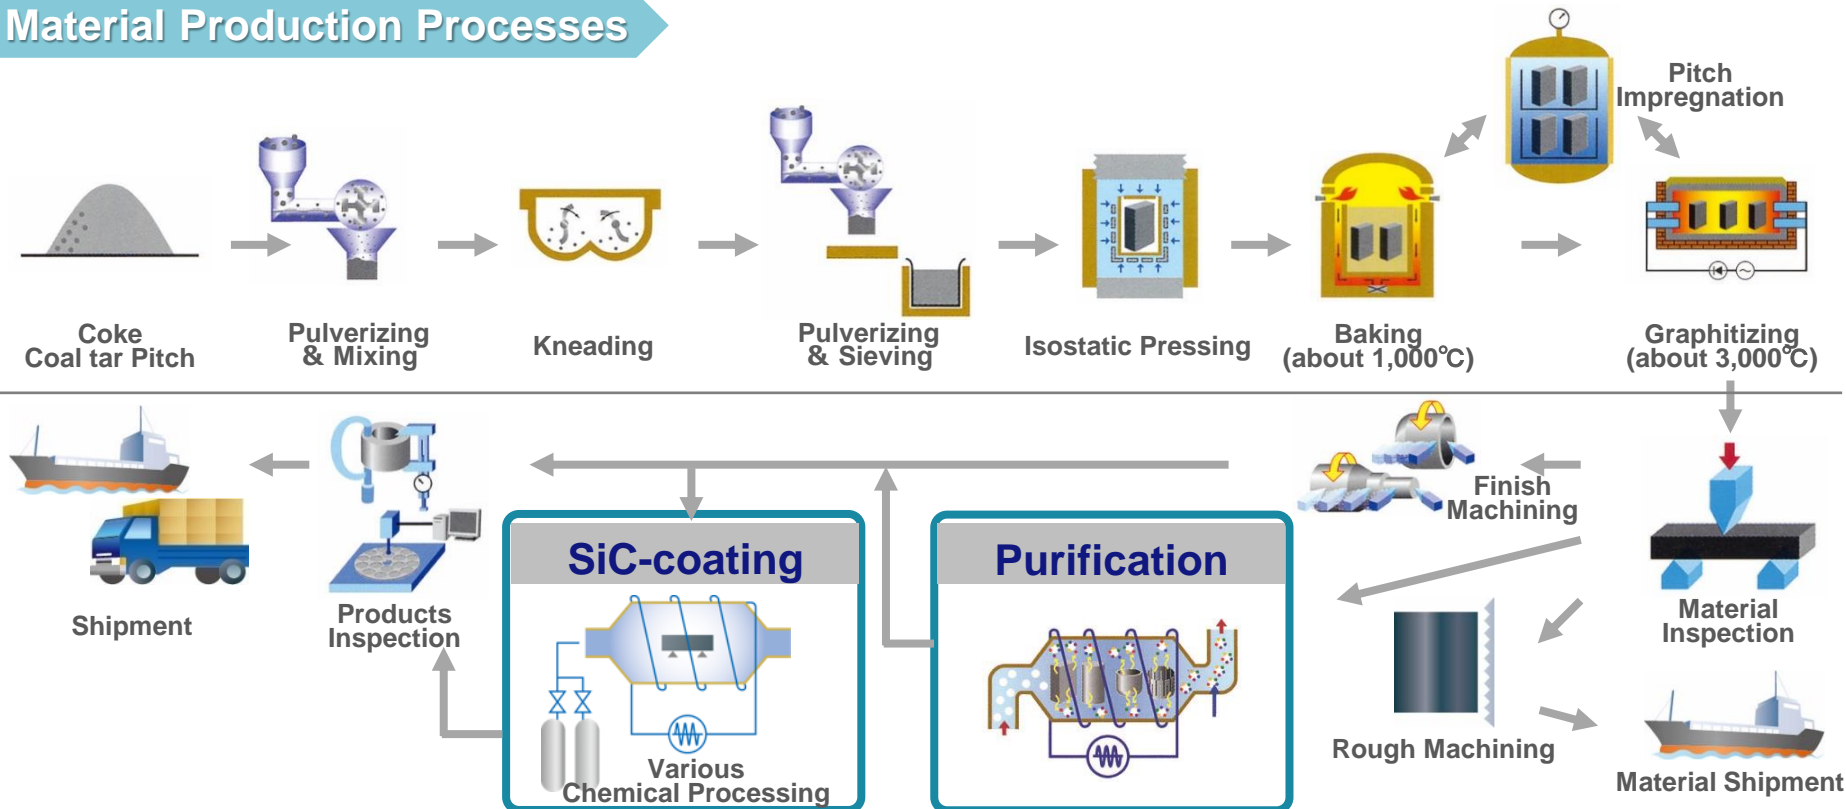 Material Production Processes
Pitch
Impregnation
Coke
Coal tar Pitch
Pulverizing
& Mixing
Kneading
Pulverizing
& Sieving
Isostatic Pressing
Baking
(about 1,000℃)
Graphitizing
(about 3,000℃)
Shipment
Products
Inspection
SiC-coating
Various
Chemical Processing
Purification
Finish
Machining
Rough Machining
Material
Inspection
Material Shipment